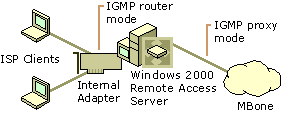 IGMP router
mode
IGMP proxy
mode
ISP Clients
Internal
Adapter
Windows 2000
Remote Access
Server
MBone